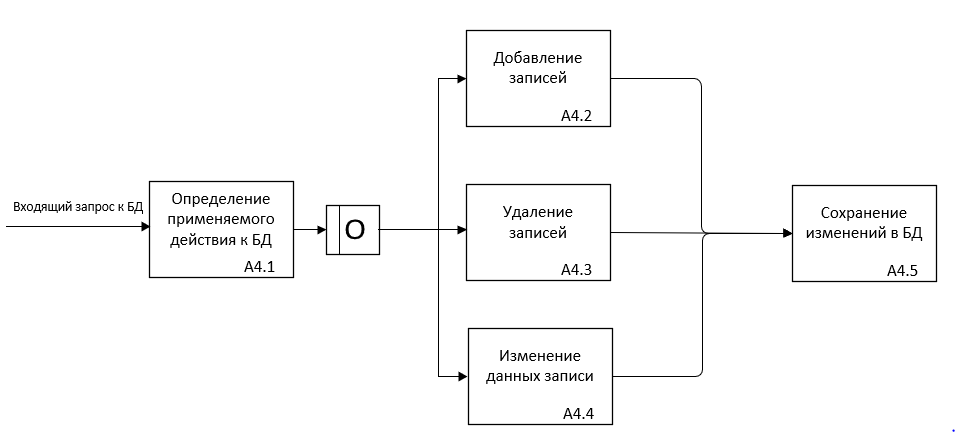 Входящий запрос к БД
Определение
применяемого
действия к БД
А4.1
О
Добавление
записей
А4.2
Удаление
записей
А4.3
Изменение
данных записи
А4.4
Сохранение
изменений в БД
А4.5